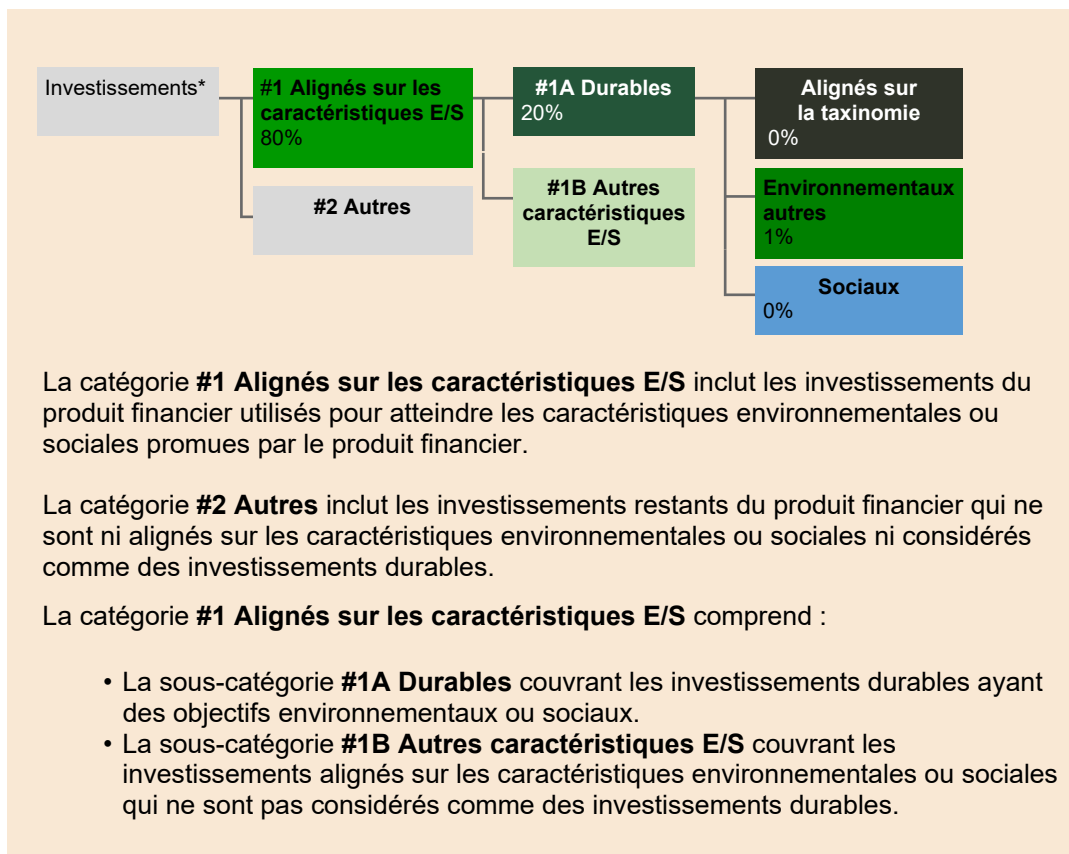 Investissements*
#1 Alignés sur les
caractéristiques E/S
80%
#2 Autres
#1A Durables
20%
#1B Autres
caractéristiques
E/S
Alignés sur
la taxinomie
0%
Environnementaux
autres
1%
Sociaux
0%
La catégorie #1 Alignés sur les caractéristiques E/S inclut les investissements du
produit financier utilisés pour atteindre les caractéristiques environnementales ou
sociales promues par le produit financier.
La catégorie #2 Autres inclut les investissements restants du produit financier qui ne
sont ni alignés sur les caractéristiques environnementales ou sociales ni considérés
comme des investissements durables.
La catégorie #1 Alignés sur les caractéristiques E/S comprend :
• La sous-catégorie #1A Durables couvrant les investissements durables ayant
des objectifs environnementaux ou sociaux.
• La sous-catégorie #1B Autres caractéristiques E/S couvrant les
investissements alignés sur les caractéristiques environnementales ou sociales
qui ne sont pas considérés comme des investissements durables.